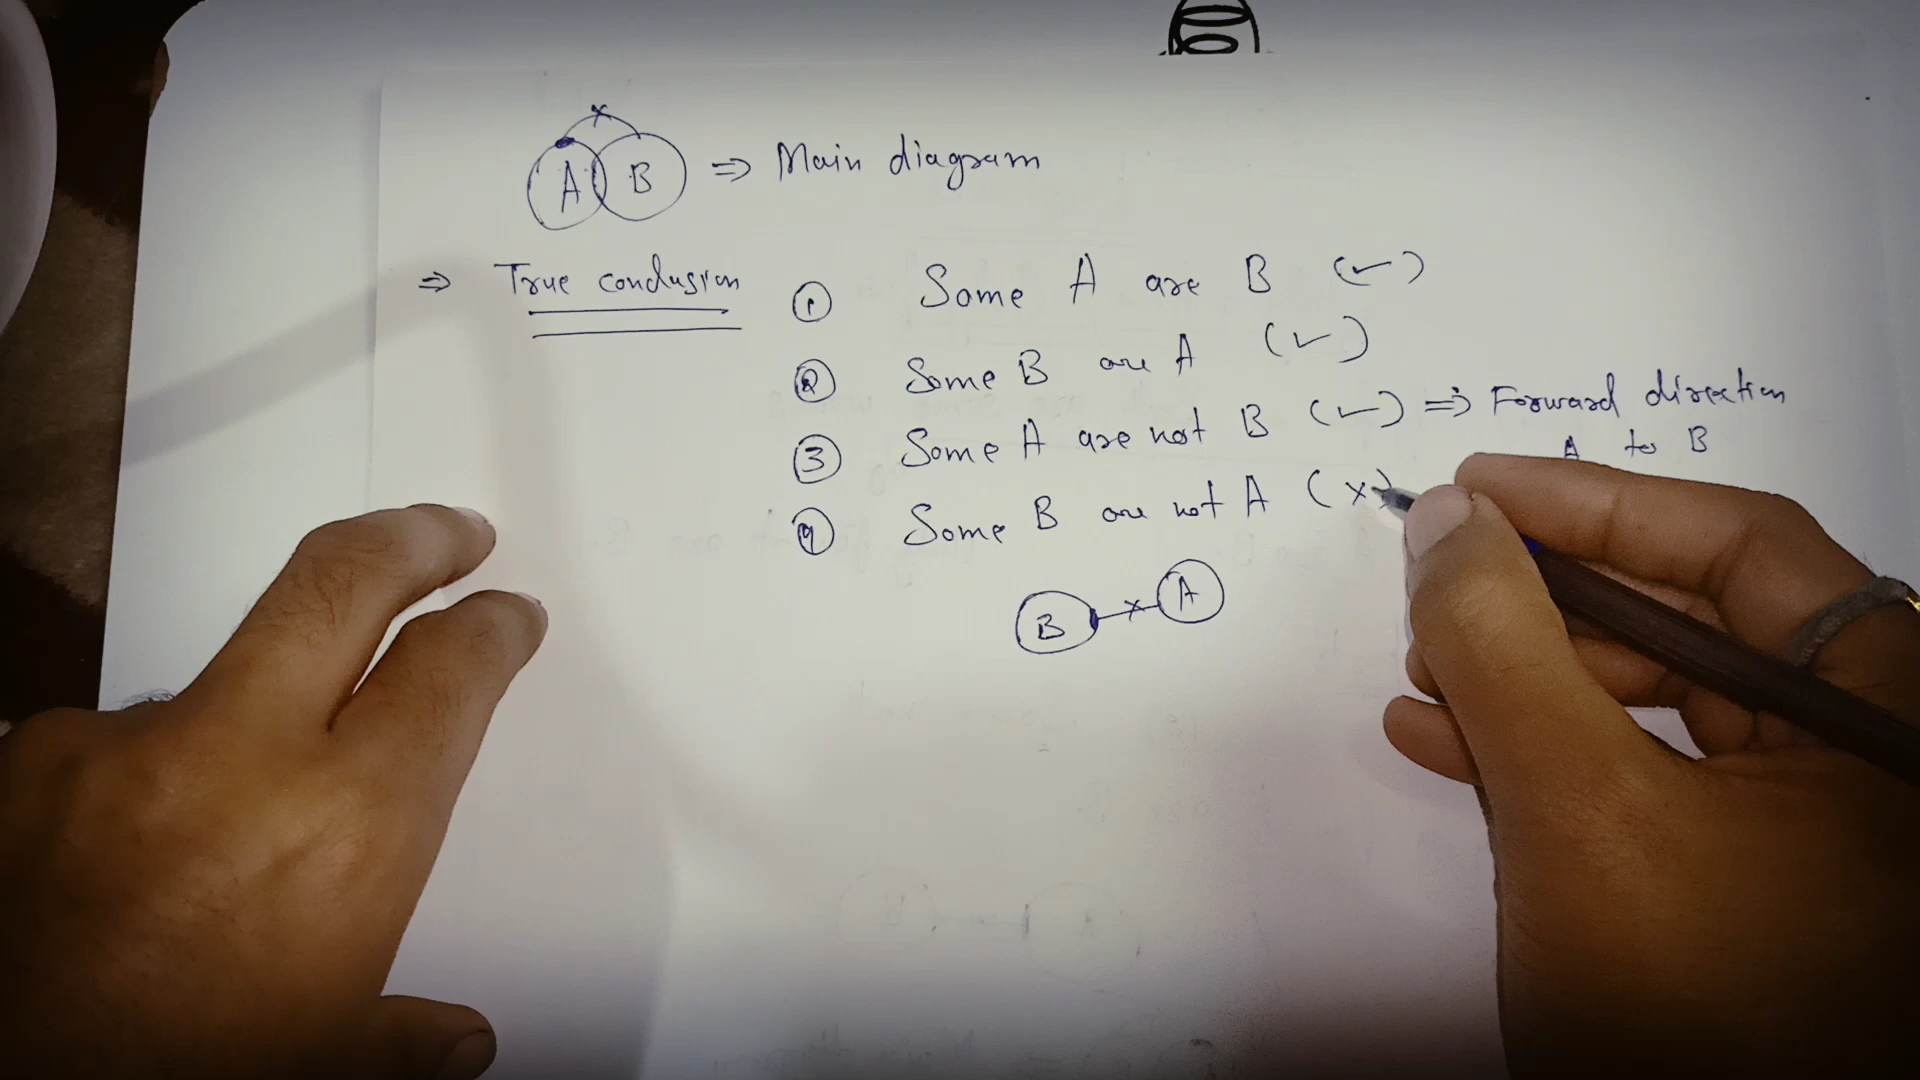 A B ⇒ Main diagram
⇒ True conclusion
① Some A are B (✓)
② Some B are A (✓)
③ Some A are not B (✓) ⇒ Forward direction
A to B
④ Some B are not A (x)
B x A